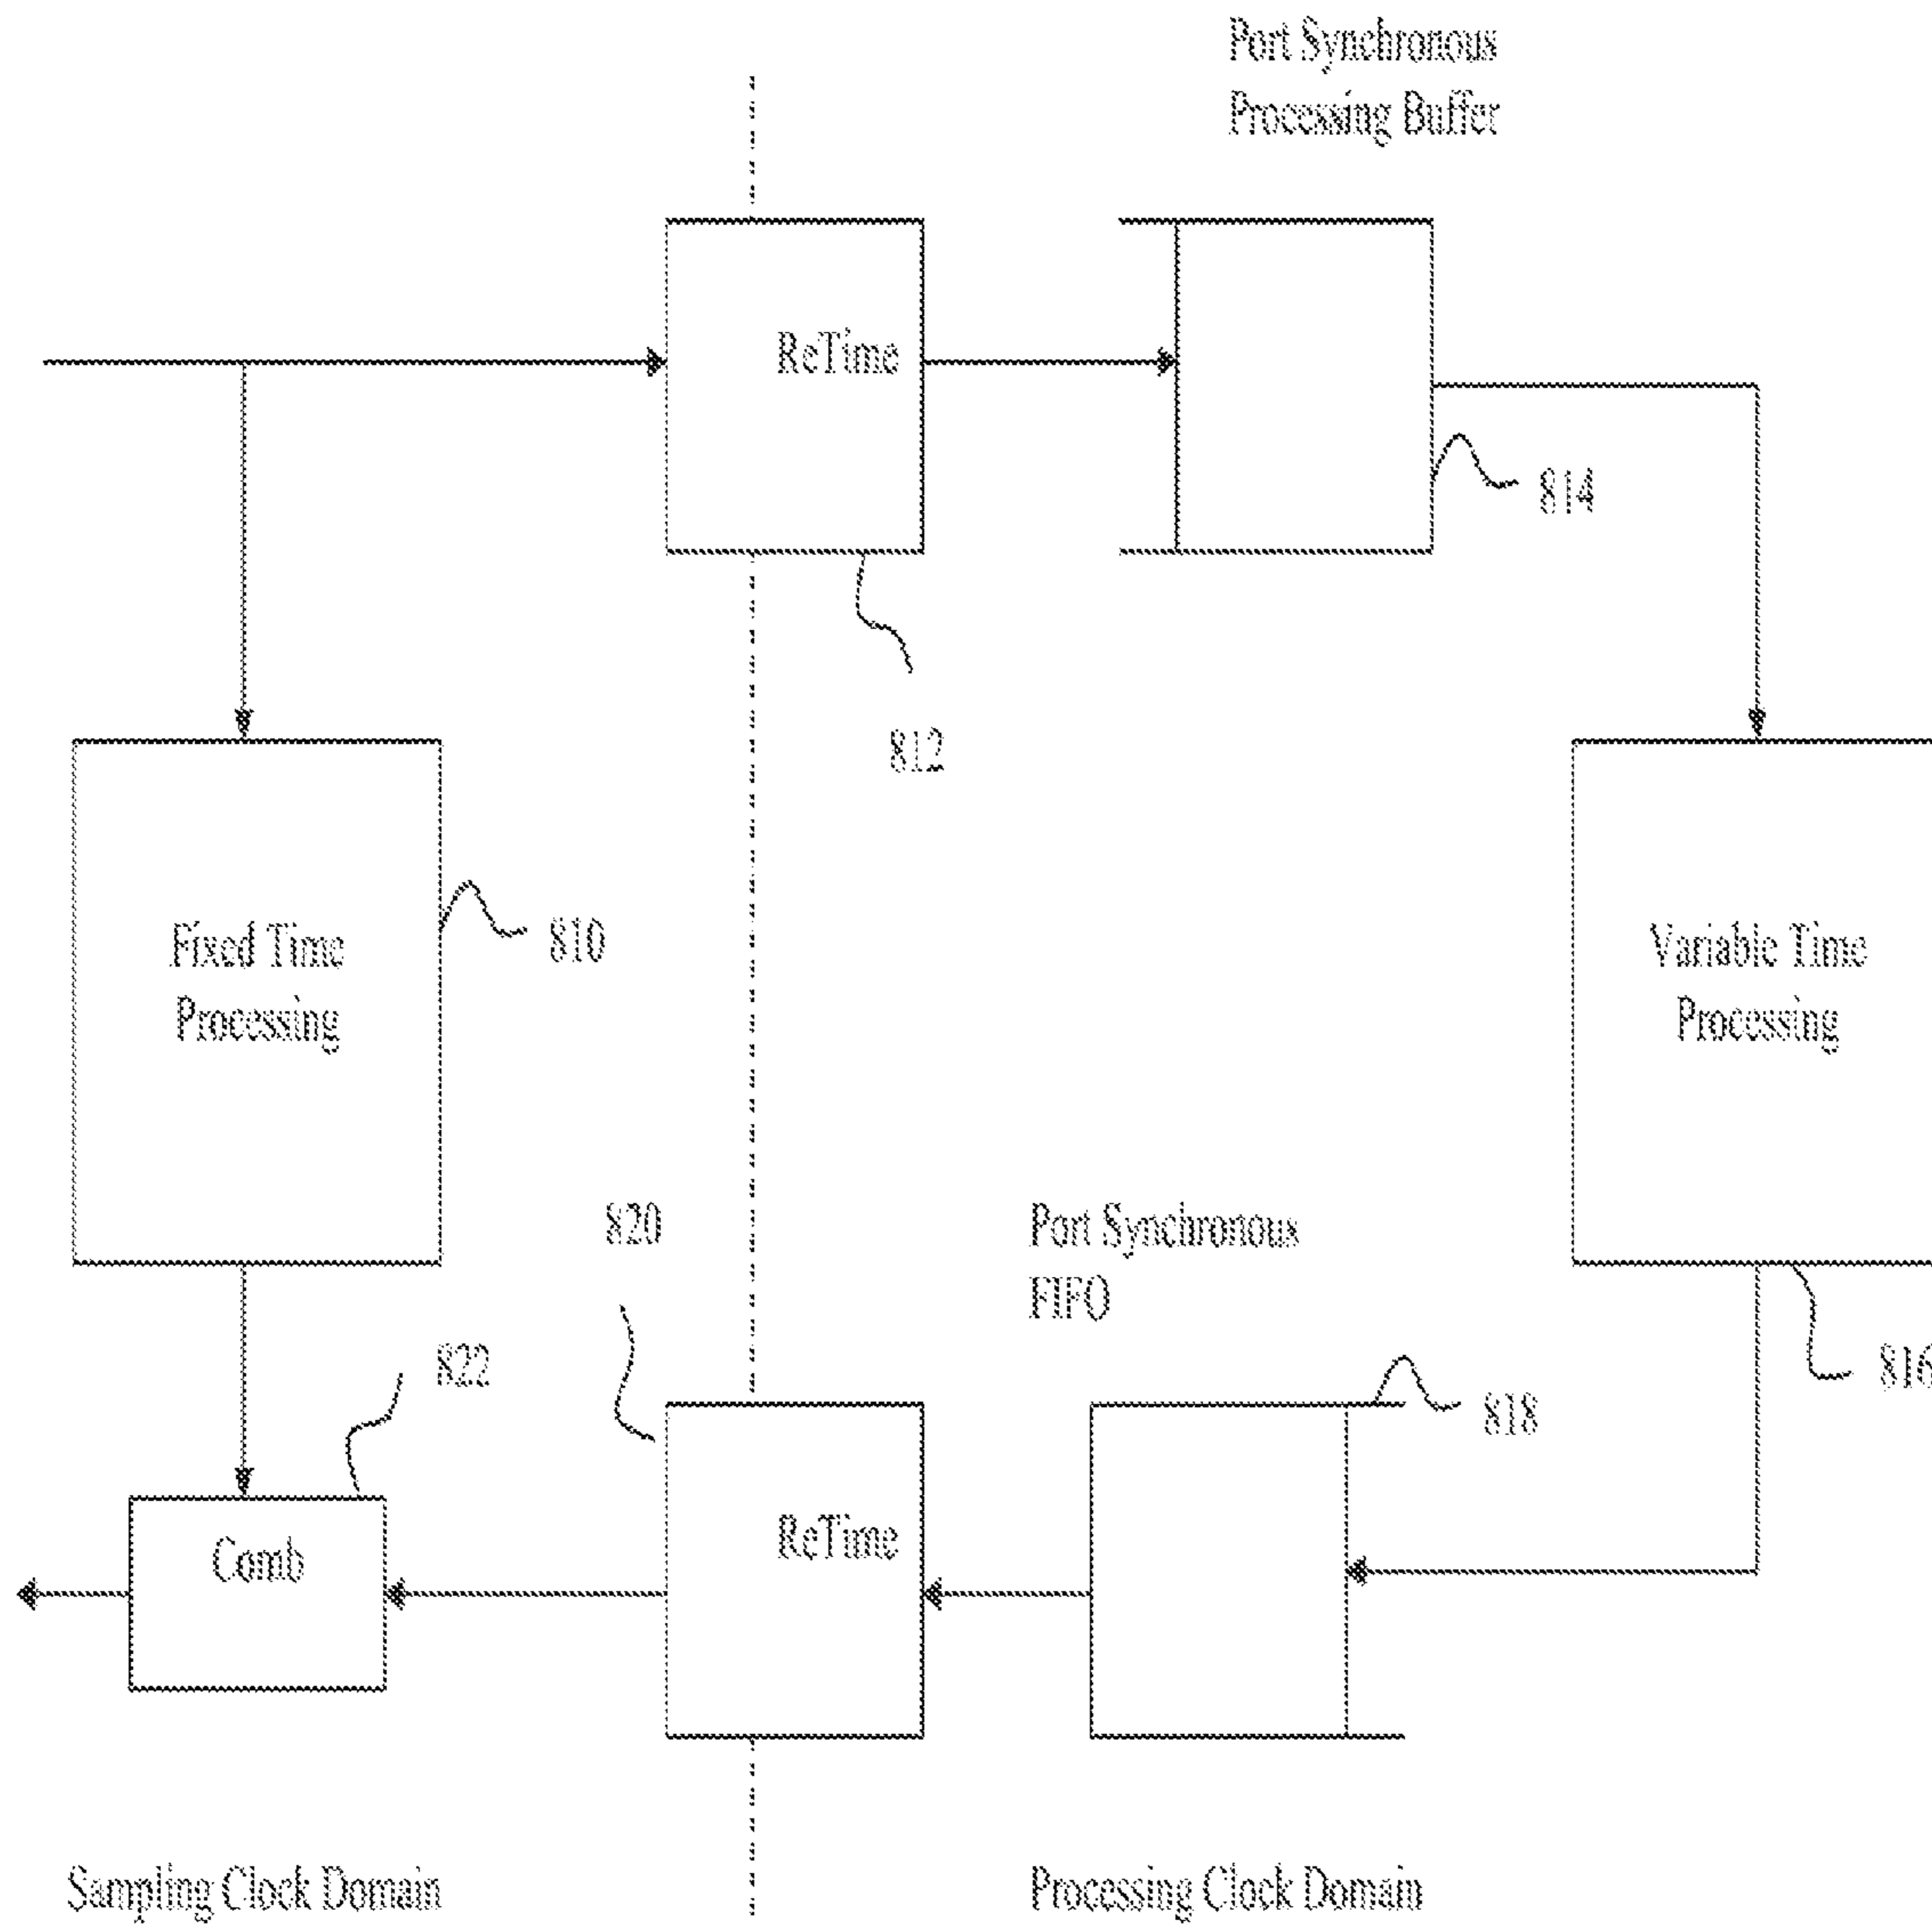 Port Synchronous
Processing Buffer
ReTime
814
812
Fixed Time
Processing
810
Variable Time
Processing
820
Port Synchronous
FIFO
822
816
818
ReTime
Comb
Sampling Clock Domain
Processing Clock Domain